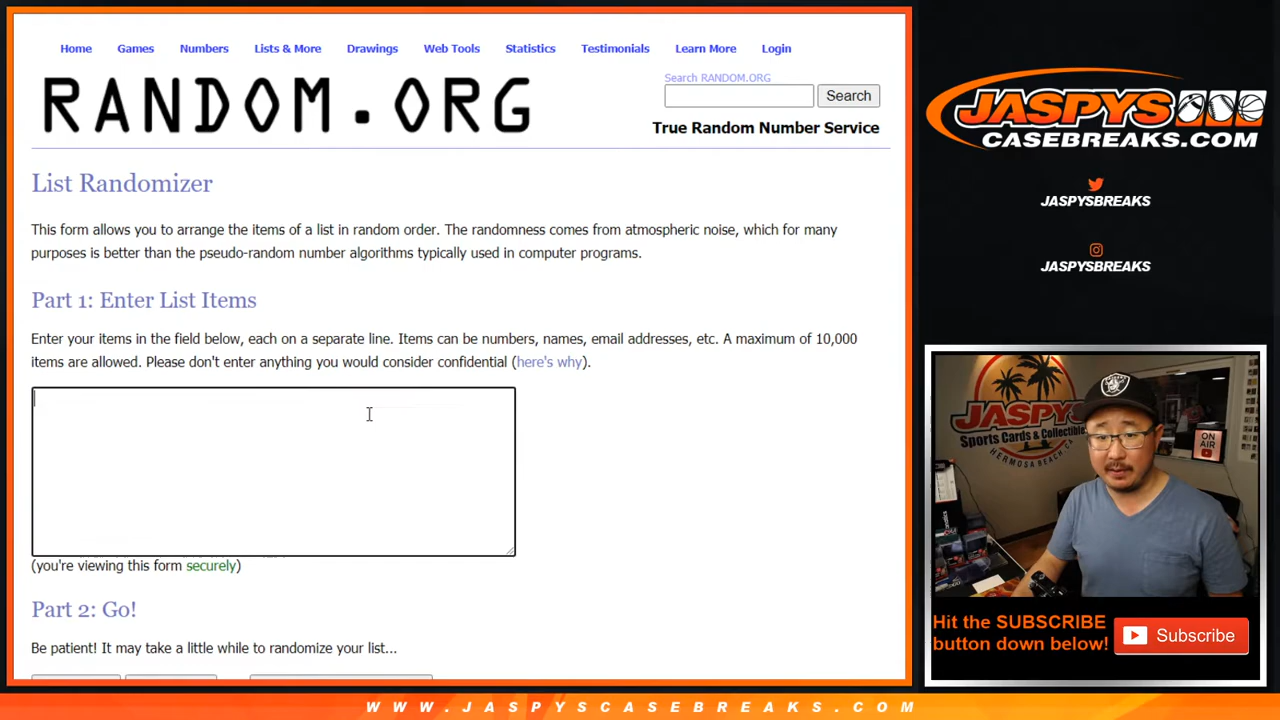 Home Games Numbers Lists & More Drawings Web Tools Statistics Testimonials Learn More Login
RANDOM.ORG
Search RANDOM.ORG
Search
True Random Number Service
List Randomizer
This form allows you to arrange the items of a list in random order. The randomness comes from atmospheric noise, which for many
purposes is better than the pseudo-random number algorithms typically used in computer programs.
Part 1: Enter List Items
Enter your items in the field below, each on a separate line. Items can be numbers, names, email addresses, etc. A maximum of 10,000
items are allowed. Please don't enter anything you would consider confidential (here's why).
(you're viewing this form securely)
Part 2: Go!
Be patient! It may take a little while to randomize your list...
JASPYS
CASEBREAKS.COM
JASPYSBREAKS
JASPYSBREAKS
JASPYS
Sports Cards & Collectibles
HERMOSA BEACH CA
ON
AIR
Hit the SUBSCRIBE
button down below!
Subscribe
WWW.JASPYSCASEBREAKS.COM